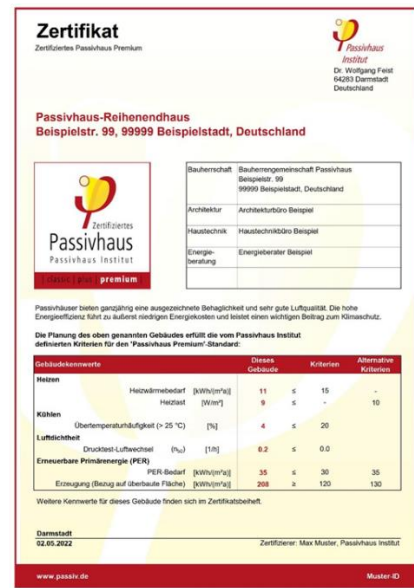 Zertifikat
Zertifiziertes Passivhaus Premium
Passivhaus
Institut
Dr. Wolfgang Feist
64283 Darmstadt
Deutschland
Passivhaus-Reihenendhaus
Beispielstr. 99, 99999 Beispielstadt, Deutschland
Zertifiziertes
Passivhaus
Passivhaus Institut
classic | plus | premium
Bauherrschaft Bauherrengemeinschaft Passivhaus
Beispielstr. 99
99999 Beispielstadt, Deutschland
Architektur Architekturbüro Beispiel
Haustechnik Haustechnikbüro Beispiel
Energie-
beratung Energieberater Beispiel
Passivhäuser bieten ganzjährig eine ausgezeichnete Behaglichkeit und sehr gute Luftqualität. Die hohe
Energieeffizienz führt zu äußerst niedrigen Energiekosten und leistet einen wichtigen Beitrag zum Klimaschutz.
Die Planung des oben genannten Gebäudes erfüllt die vom Passivhaus Institut
definierten Kriterien für den 'Passivhaus Premium'-Standard:
Gebäudekennwerte Dieses Gebäude Kriterien Alternative Kriterien
Heizen
Heizwärmebedarf [kWh/(m²a)] 11 ≤ 15 -
Heizlast [W/m²] 9 ≤ - 10
Kühlen
Übertemperaturhäufigkeit (> 25 °C) [%] 4 ≤ 20
Luftdichtheit
Drucktest-Luftwechsel (n50) [1/h] 0.2 ≤ 0.0
Erneuerbare Primärenergie (PER)
PER-Bedarf [kWh/(m²a)] 35 ≤ 30 35
Erzeugung (Bezug auf überbaute Fläche) [kWh/(m²a)] 208 ≥ 120 130
Weitere Kennwerte für dieses Gebäude finden sich im Zertifikatsbeiheft.
Darmstadt
02.05.2022 Zertifizierer: Max Muster, Passivhaus Institut
www.passiv.de Muster-ID